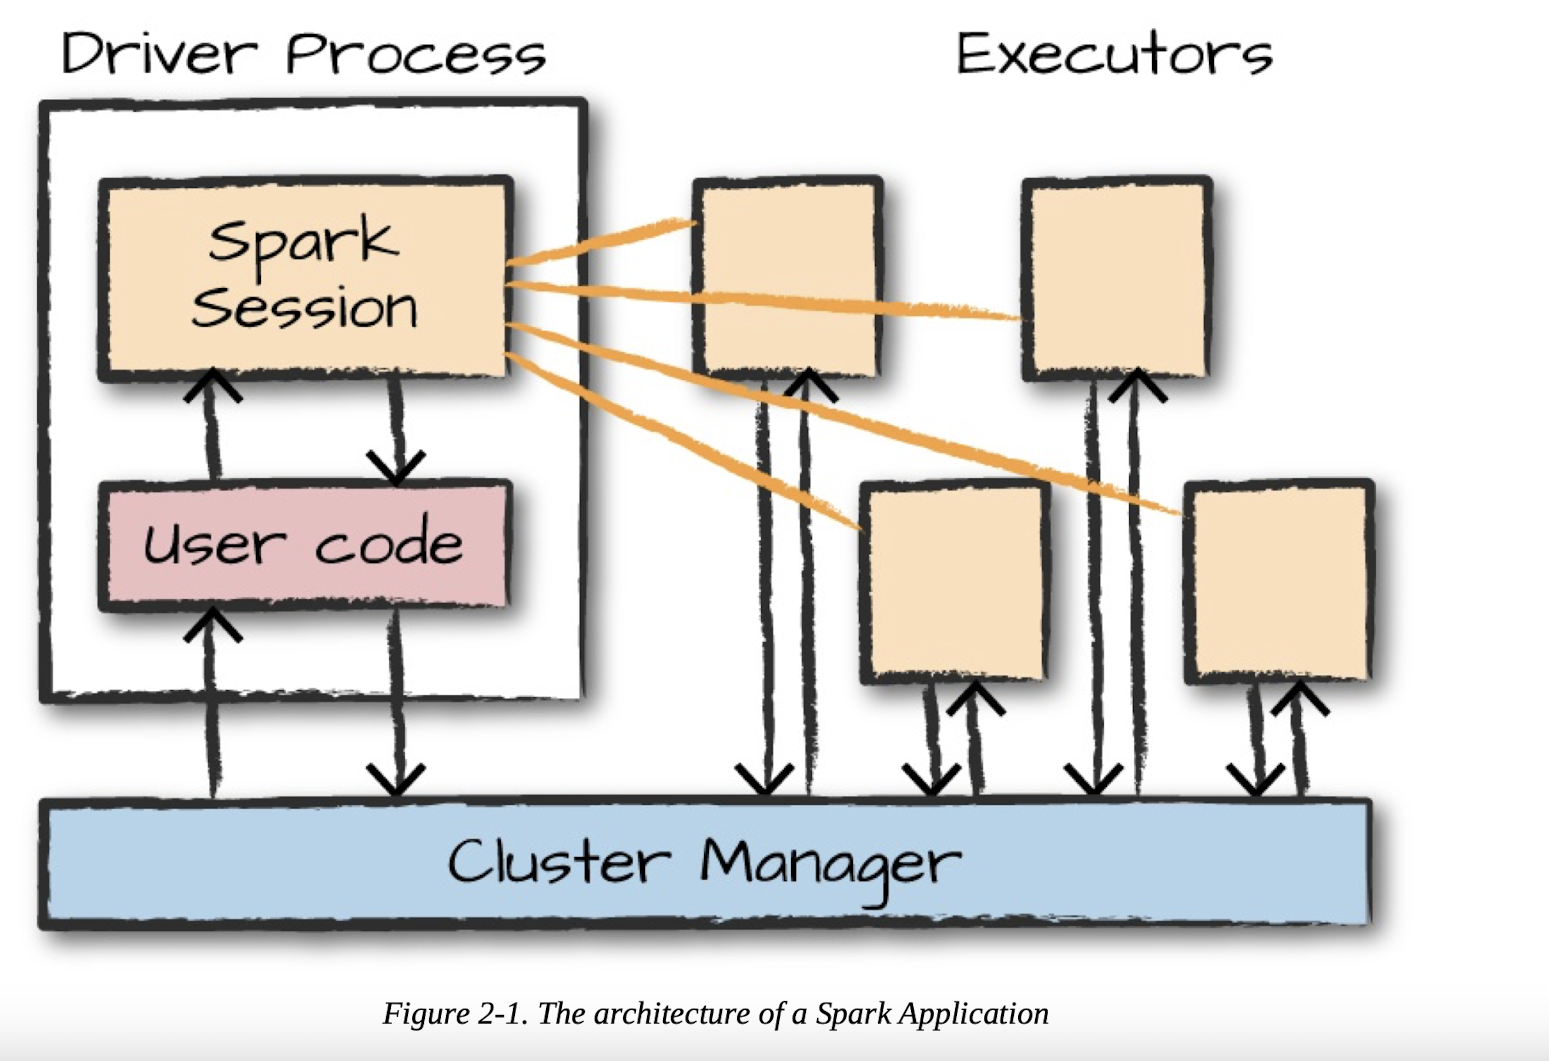 Driver Process
Executors
Spark
Session
User code
Cluster Manager
Figure 2-1. The architecture of a Spark Application